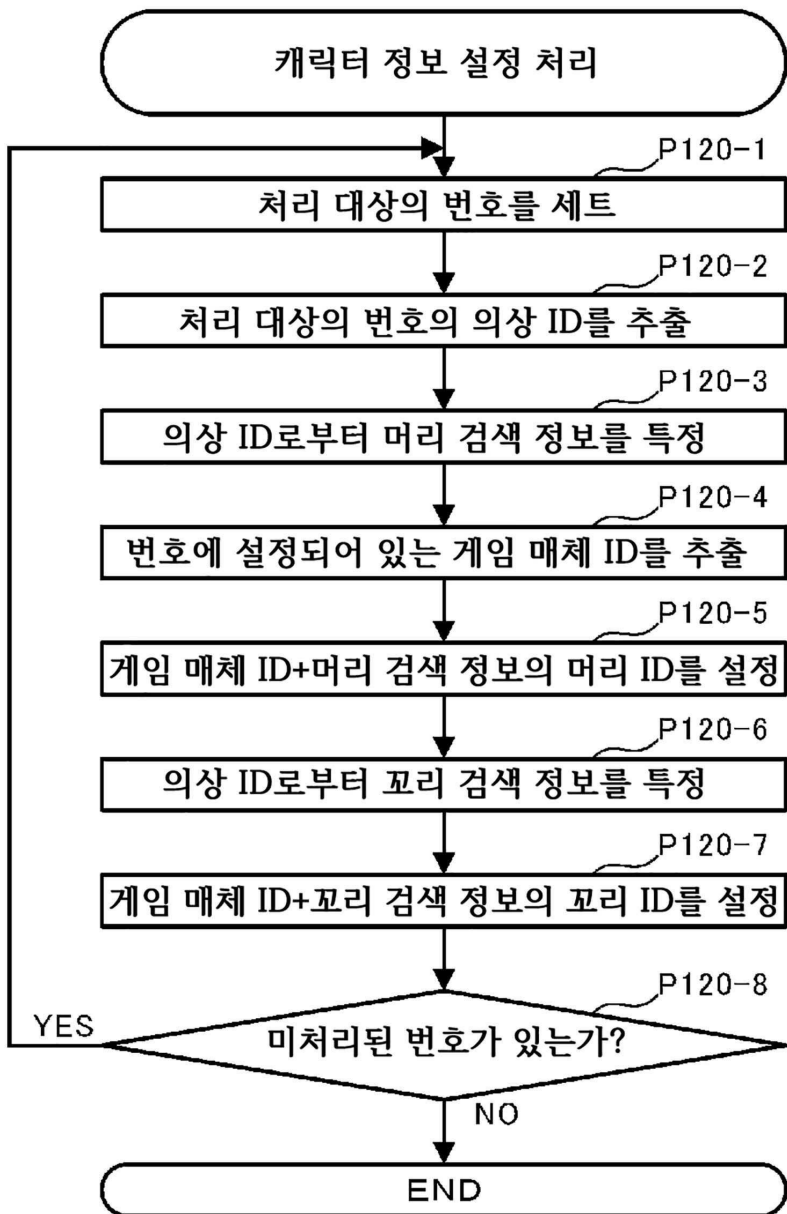 캐릭터 정보 설정 처리
P120-1
처리 대상의 번호를 세트
P120-2
처리 대상의 번호의 의상 ID를 추출
P120-3
의상 ID로부터 머리 검색 정보를 특정
P120-4
번호에 설정되어 있는 게임 매체 ID를 추출
P120-5
게임 매체 ID+머리 검색 정보의 머리 ID를 설정
P120-6
의상 ID로부터 꼬리 검색 정보를 특정
P120-7
게임 매체 ID+꼬리 검색 정보의 꼬리 ID를 설정
P120-8
YES
미처리된 번호가 있는가?
NO
END